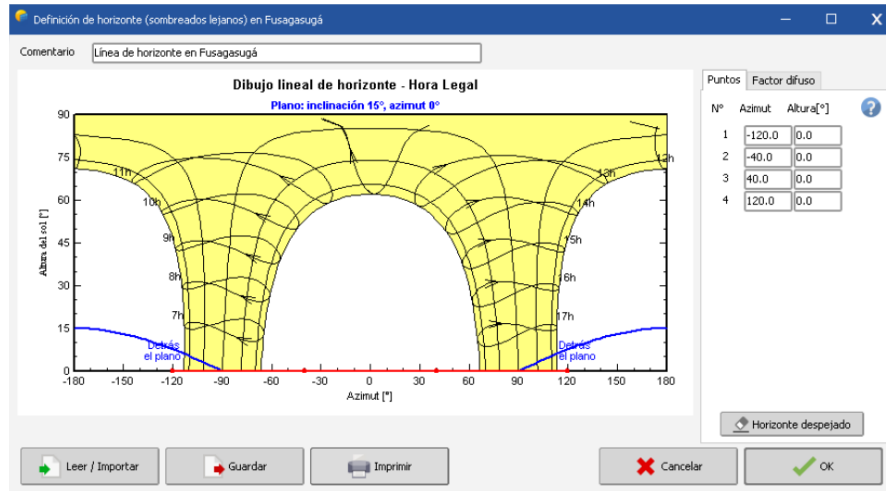 Definición de horizonte (sombreados lejanos) en Fusagasugá
Comentario
Línea de horizonte en Fusagasugá
Dibujo lineal de horizonte - Hora Legal
Plano: inclinación 15°, azimut 0°
90
75
60
45
30
15
0
Altura del sol [°]
11h
10h
9h
8h
7h
12h
13h
14h
15h
16h
17h
Detrás
el plano
Detrás
el plano
-180 -150 -120 -90 -60 -30 0 30 60 90 120 150 180
Azimut [°]
Puntos Factor difuso
N° Azimut Altura[°]
1 -120.0 0.0
2 -40.0 0.0
3 40.0 0.0
4 120.0 0.0
Horizonte despejado
Leer / Importar
Guardar
Imprimir
Cancelar
OK